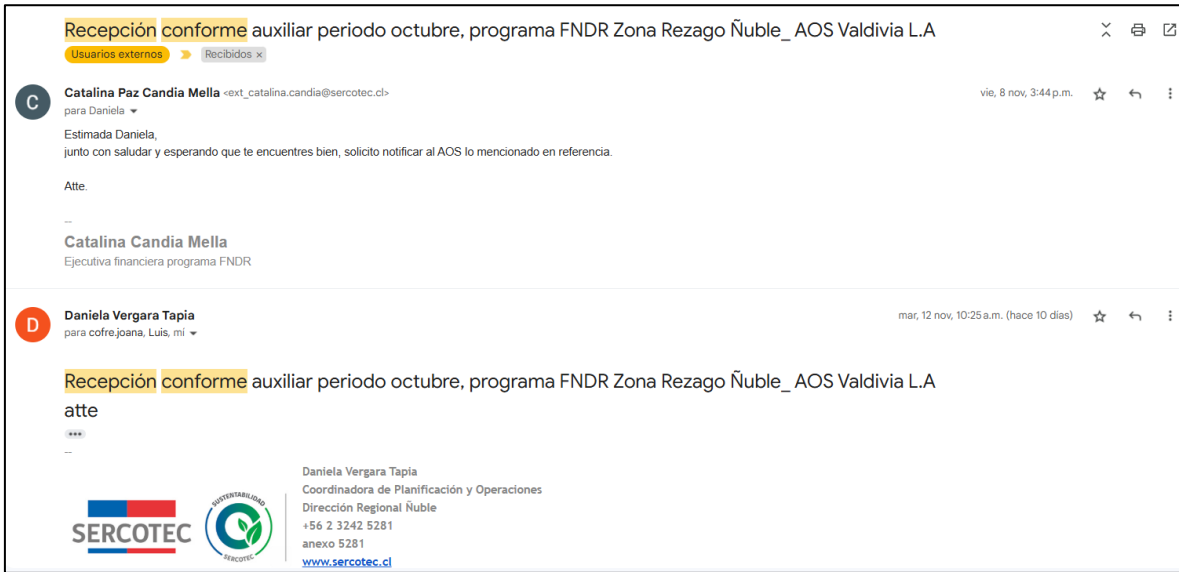 Recepción conforme auxiliar periodo octubre, programa FNDR Zona Rezago Ñuble_ AOS Valdivia L.A
Usuarios externos Recibidos ×
C
Catalina Paz Candia Mella <ext_catalina.candia@sercotec.cl>
vie, 8 nov, 3:44 p.m.
para Daniela
Estimada Daniela,
junto con saludar y esperando que te encuentres bien, solicito notificar al AOS lo mencionado en referencia.
Atte.
--
Catalina Candia Mella
Ejecutiva financiera programa FNDR
D
Daniela Vergara Tapia
mar, 12 nov, 10:25 a.m. (hace 10 días)
para cofre.joana, Luis, mí
Recepción conforme auxiliar periodo octubre, programa FNDR Zona Rezago Ñuble_ AOS Valdivia L.A
atte
•••
--
SERCOTEC
SUSTENTABILIDAD
SERCOTEC
Daniela Vergara Tapia
Coordinadora de Planificación y Operaciones
Dirección Regional Ñuble
+56 2 3242 5281
anexo 5281
www.sercotec.cl